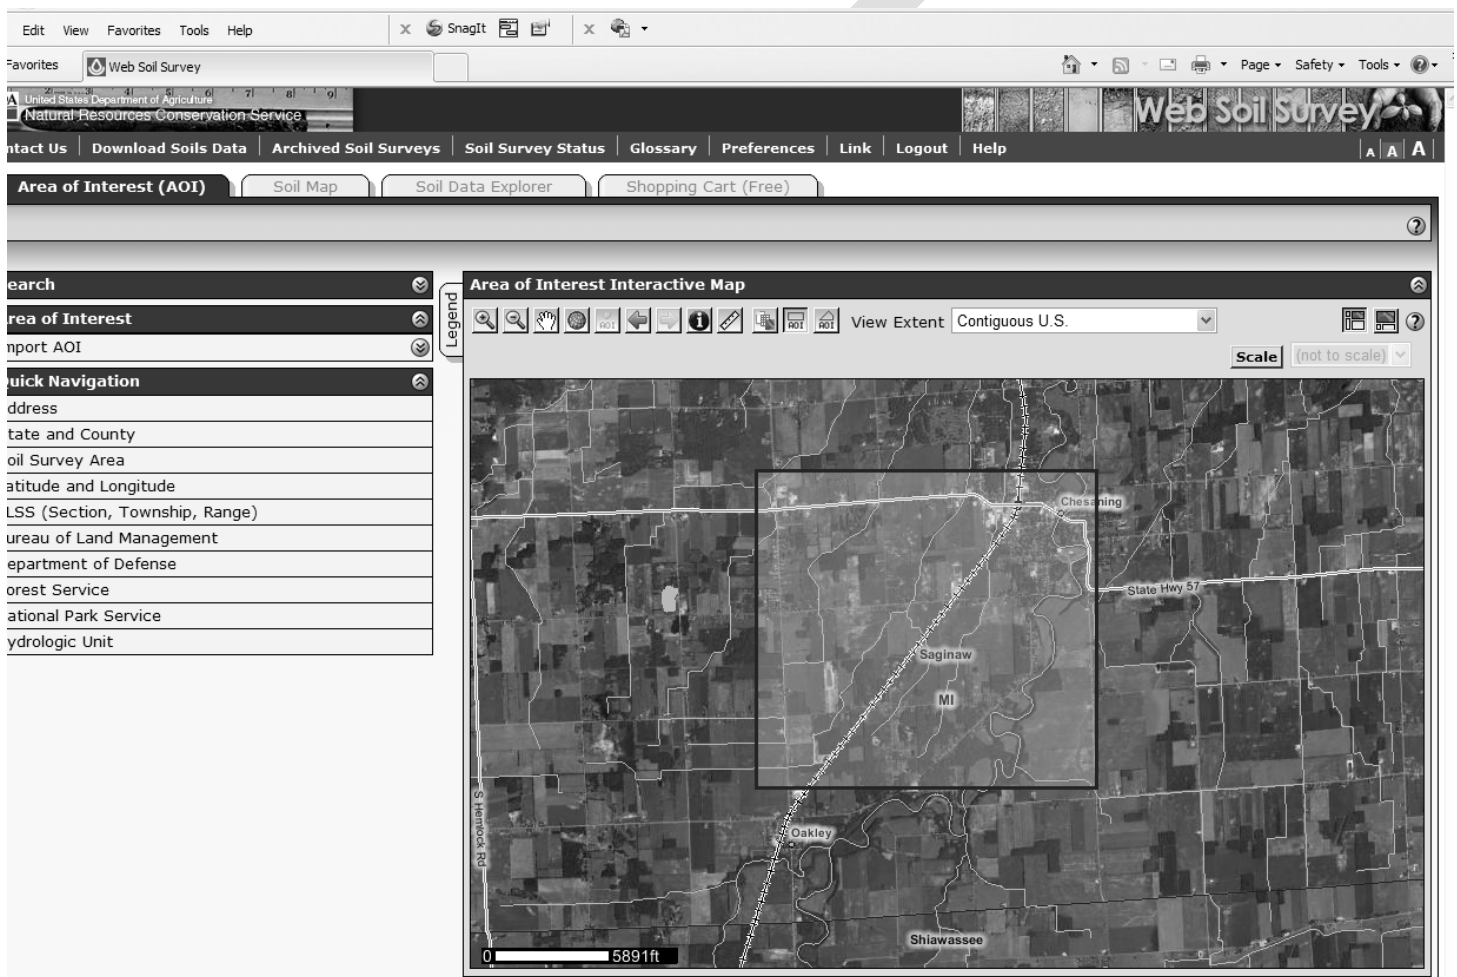 Edit View Favorites Tools Help x SnagIt x
Favorites Web Soil Survey Page Safety Tools
United States Department of Agriculture
Natural Resources Conservation Service
Web Soil Survey
ntact Us Download Soils Data Archived Soil Surveys Soil Survey Status Glossary Preferences Link Logout Help A A A
Area of Interest (AOI) Soil Map Soil Data Explorer Shopping Cart (Free)
earch
rea of Interest
mport AOI
uick Navigation
ddress
tate and County
oil Survey Area
atitude and Longitude
LSS (Section, Township, Range)
ureau of Land Management
epartment of Defense
orest Service
ational Park Service
ydrologic Unit
Legend
Area of Interest Interactive Map
AOI AOI AOI View Extent Contiguous U.S.
Scale (not to scale)
Chesaning
State Hwy 57
Saginaw
MI
S Hemlock Rd
Oakley
Shiawassee
0 5891ft